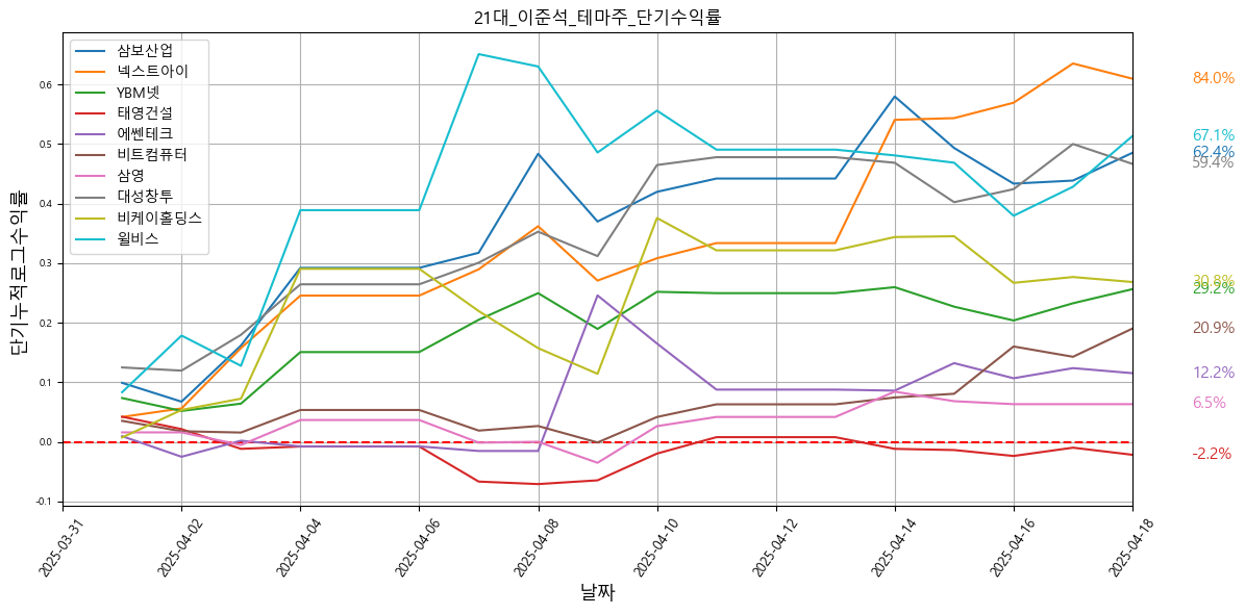 21대_이준석_테마주_단기수익률
삼보산업
넥스트아이
YBM넷
태영건설
에쎈테크
비트컴퓨터
삼영
대성창투
비케이홀딩스
윌비스
단기누적로그수익률
0.6
0.5
0.4
0.3
0.2
0.1
0.0
-0.1
84.0%
67.1%
62.4%
59.4%
30.8%
29.2%
20.9%
12.2%
6.5%
-2.2%
2025-03-31
2025-04-02
2025-04-04
2025-04-06
2025-04-08
2025-04-10
2025-04-12
2025-04-14
2025-04-16
2025-04-18
날짜